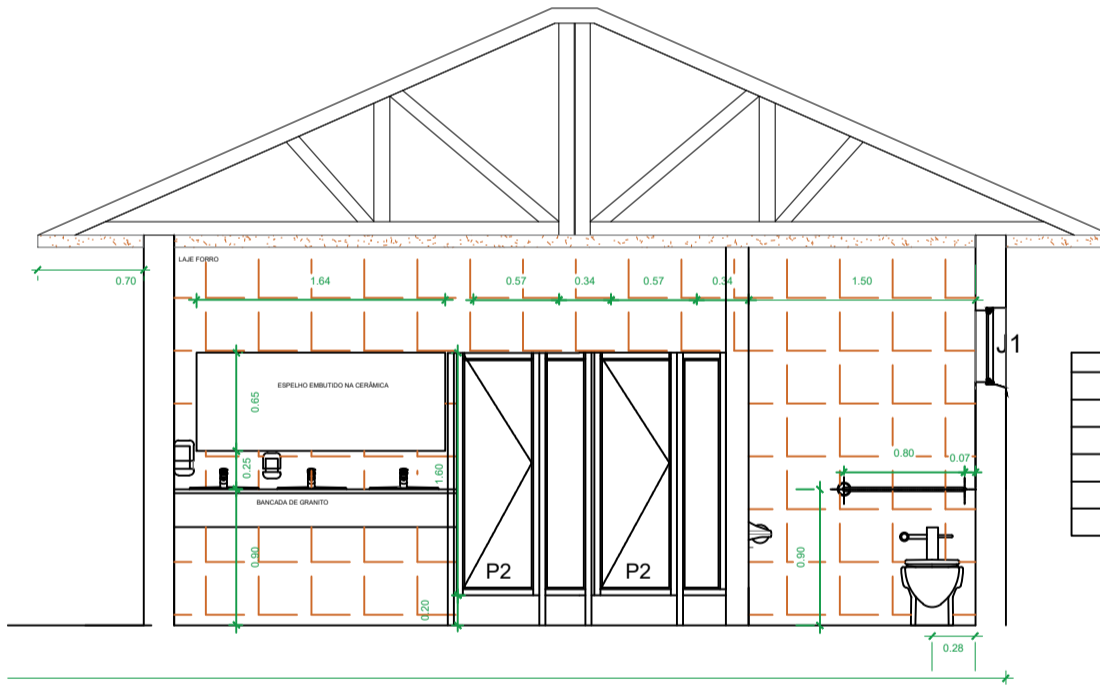 LAJE FORRO
0.70
1.64
0.57
0.34
0.57
0.34
1.50
J1
ESPELHO EMBUTIDO NA CERÂMICA
0.65
0.25
1.60
0.80
0.07
BANCADA DE GRANITO
0.90
P2
P2
0.90
0.20
0.28